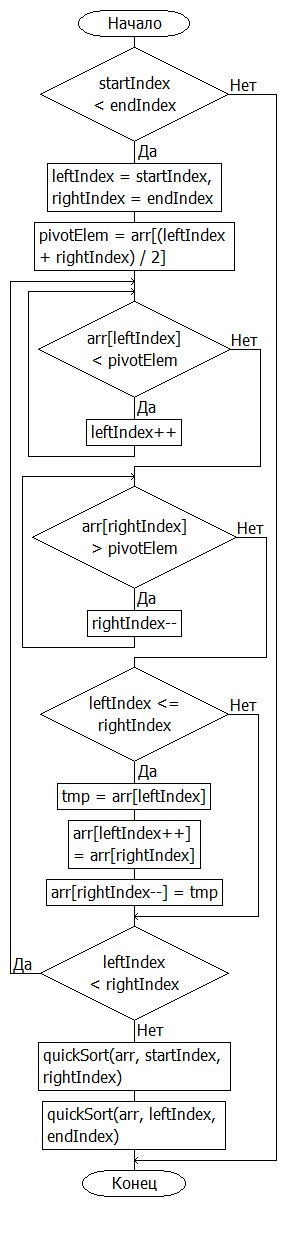 Начало
startIndex
< endIndex
Нет
Да
leftIndex = startIndex,
rightIndex = endIndex
pivotElem = arr[(leftIndex
+ rightIndex) / 2]
arr[leftIndex]
< pivotElem
Нет
Да
leftIndex++
arr[rightIndex]
> pivotElem
Нет
Да
rightIndex--
leftIndex <=
rightIndex
Нет
Да
tmp = arr[leftIndex]
arr[leftIndex++]
= arr[rightIndex]
arr[rightIndex--] = tmp
leftIndex
< rightIndex
Да
Нет
quickSort(arr, startIndex,
rightIndex)
quickSort(arr, leftIndex,
endIndex)
Конец